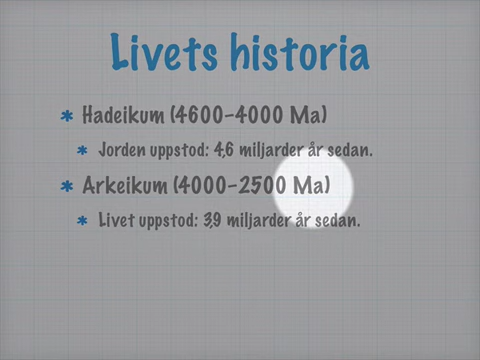 Livets historia
Hadeikum (4600-4000 Ma)
Jorden uppstod: 4,6 miljarder år sedan.
Arkeikum (4000-2500 Ma)
Livet uppstod: 3,9 miljarder år sedan.